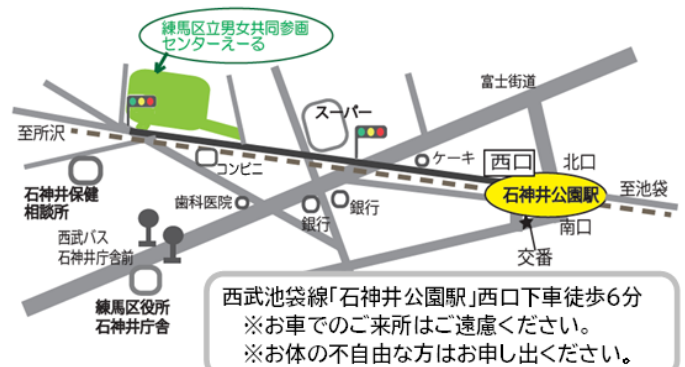 練馬区立男女共同参画
センターえーる
富士街道
スーパー
至所沢
コンビニ
ケーキ
西口
北口
石神井公園駅
至池袋
石神井保健
相談所
歯科医院
銀行
銀行
南口
交番
西武バス
石神井庁舎前
練馬区役所
石神井庁舎
西武池袋線「石神井公園駅」西口下車徒歩6分
※お車でのご来所はご遠慮ください。
※お体の不自由な方はお申し出ください。